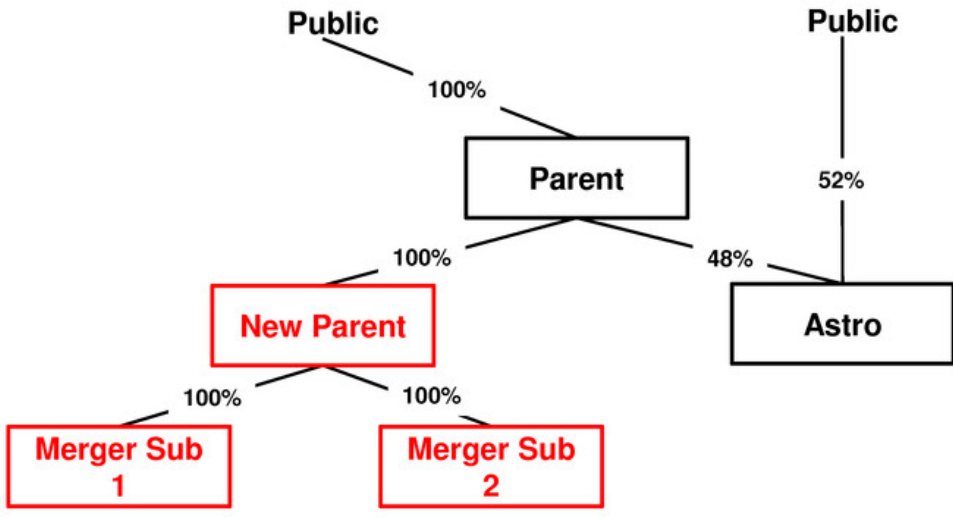 Public
Public
100%
Parent
52%
100%
48%
New Parent
Astro
100%
100%
Merger Sub
1
Merger Sub
2